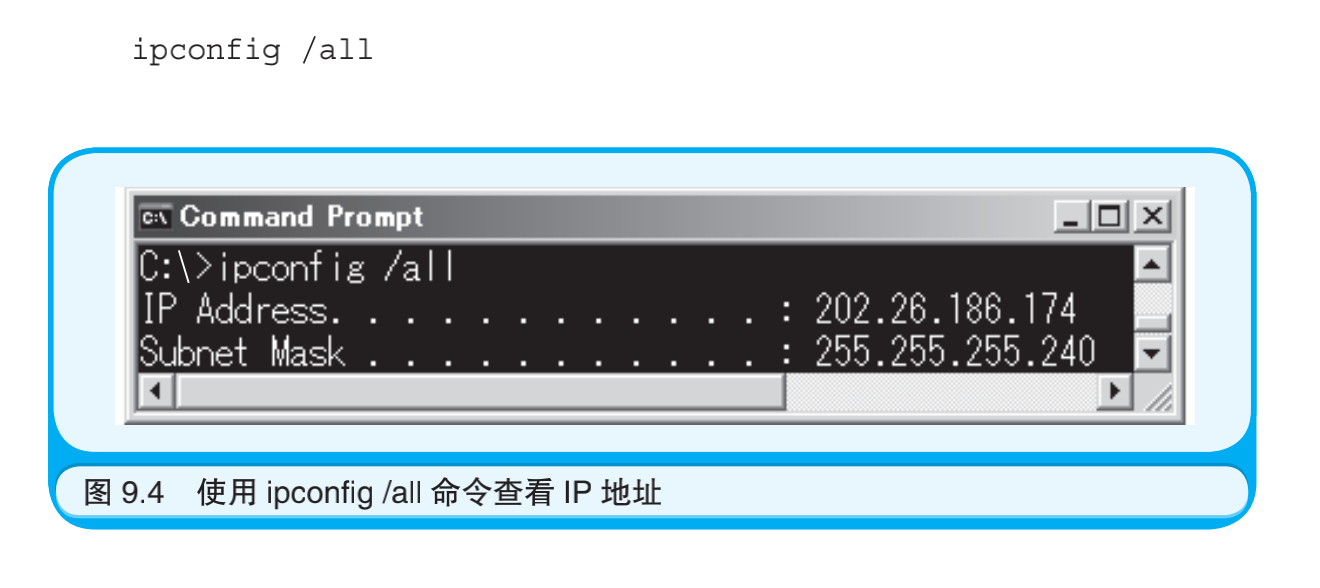 ipconfig /all
C:\ Command Prompt
C:\>ipconfig /all
IP Address. . . . . . . . . . . . : 202.26.186.174
Subnet Mask . . . . . . . . . . . : 255.255.255.240
图 9.4 使用 ipconfig /all 命令查看 IP 地址